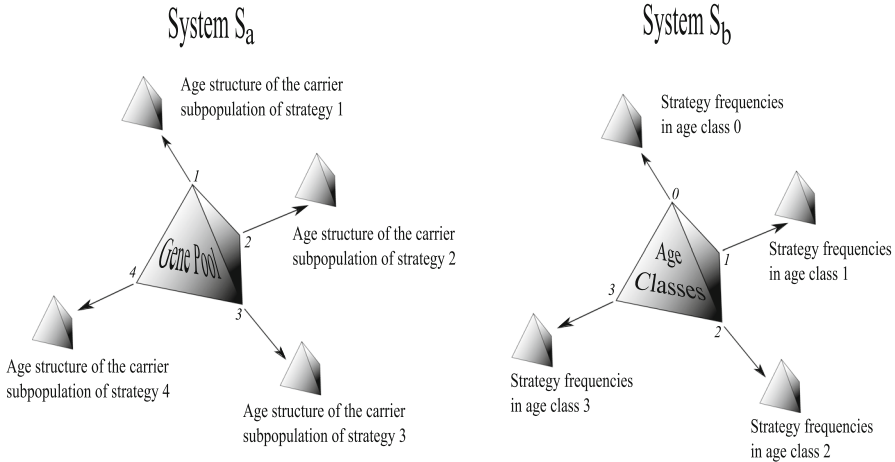 System Sa
Age structure of the carrier
subpopulation of strategy 1
1
2
Age structure of the carrier
subpopulation of strategy 2
Gene Pool
4
3
Age structure of the carrier
subpopulation of strategy 4
Age structure of the carrier
subpopulation of strategy 3
System Sb
Strategy frequencies
in age class 0
0
1
Strategy frequencies
in age class 1
Age
Classes
3
2
Strategy frequencies
in age class 3
Strategy frequencies
in age class 2